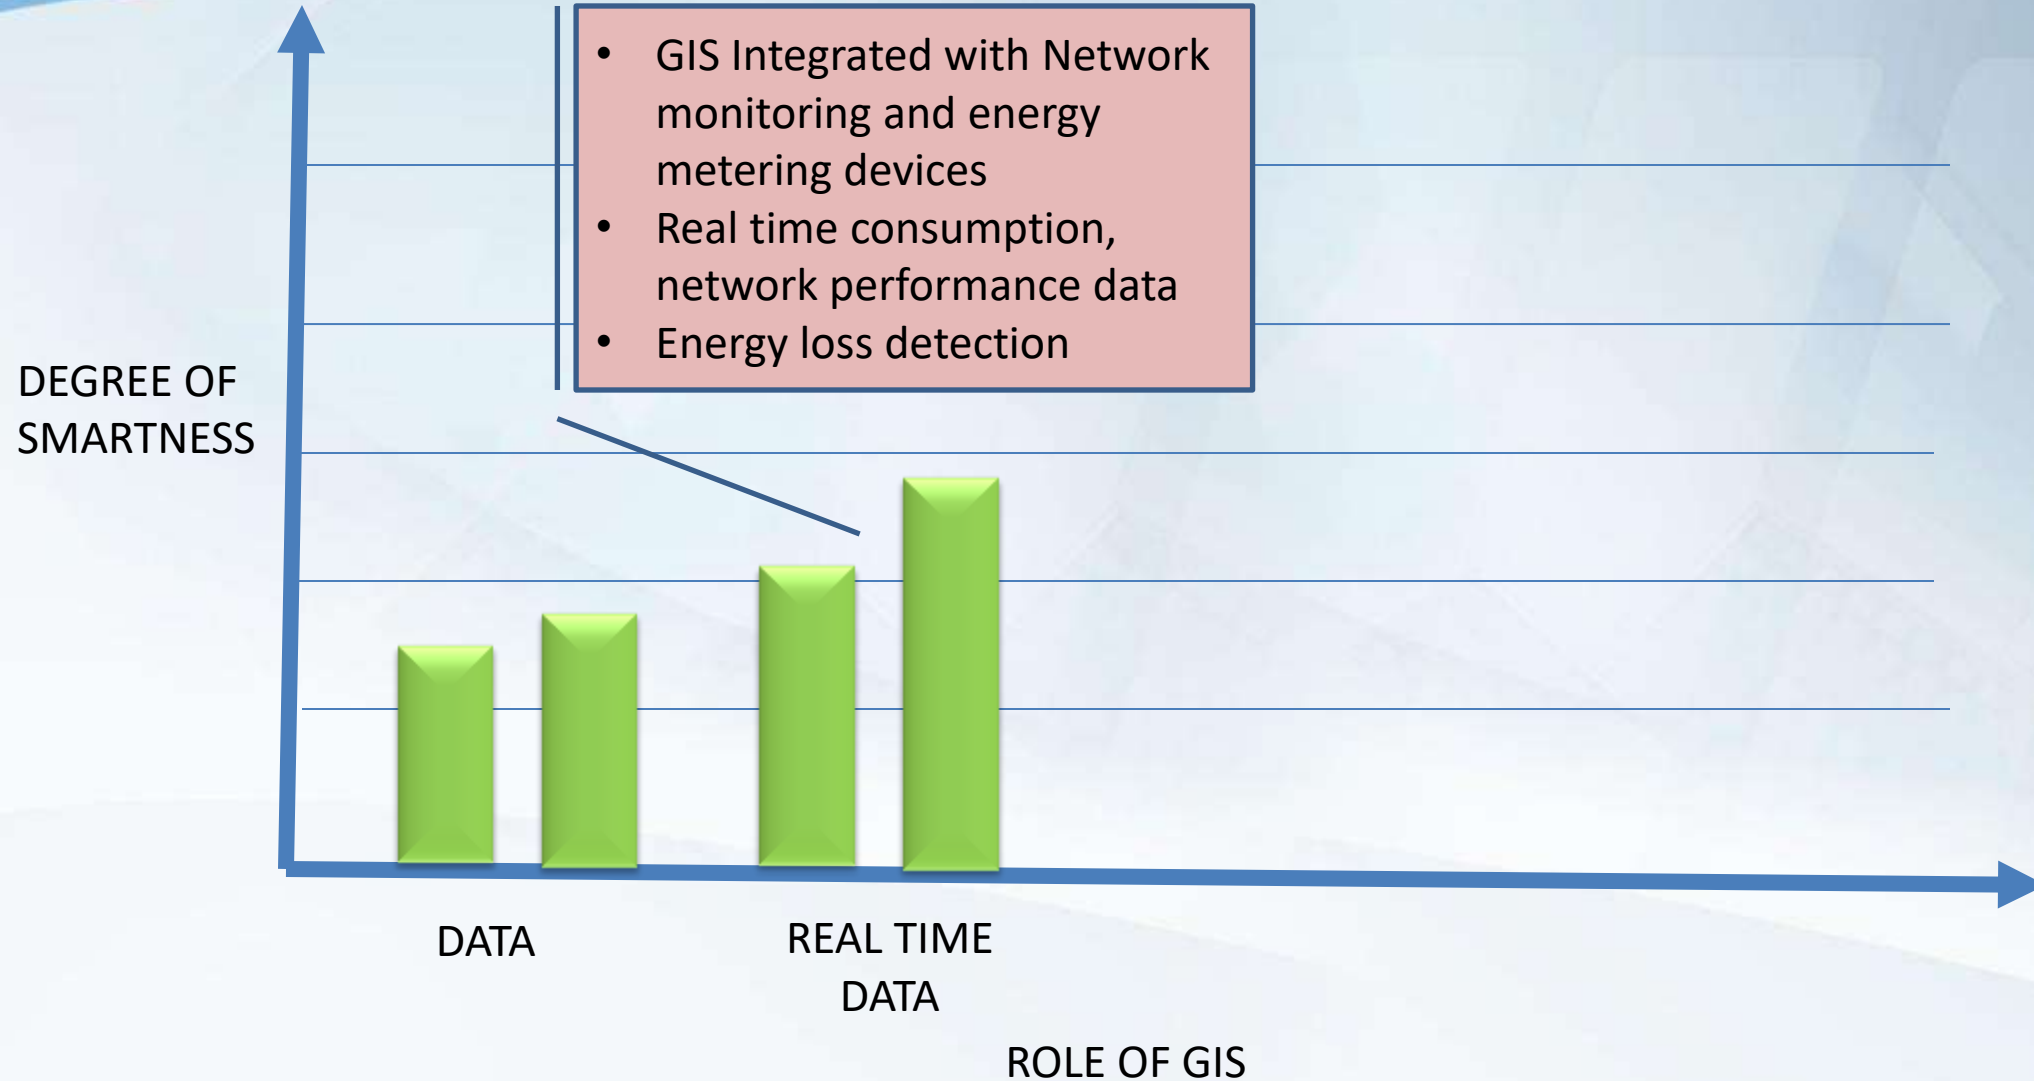 • GIS Integrated with Network
monitoring and energy
metering devices
• Real time consumption,
network performance data
• Energy loss detection
DEGREE OF
SMARTNESS
DATA
REAL TIME
DATA
ROLE OF GIS